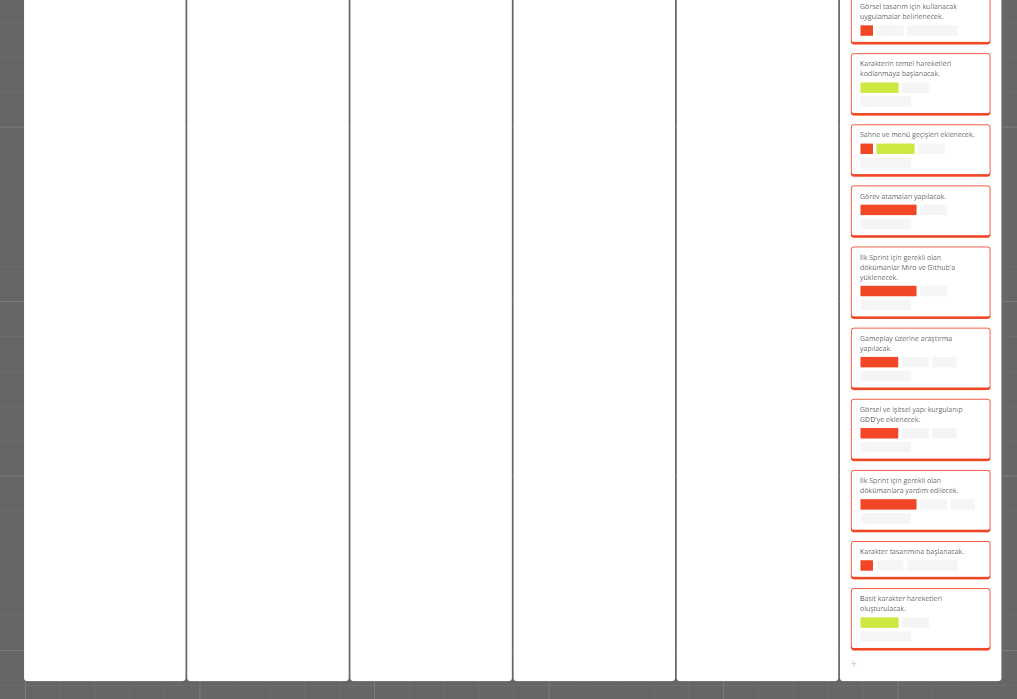 Görsel tasarım için kullanacak
uygulamalar belirlenecek.
Karakterin temel hareketleri
kodlanmaya başlanacak.
Sahne ve menü geçişleri eklenecek.
Görev atamaları yapılacak.
İlk Sprint için gerekli olan
dökümanlar Miro ve Github'a
yüklenecek.
Gameplay üzerine araştırma
yapılacak.
Görsel ve işitsel yapı kurgulanıp
GDD'ye eklenecek.
İlk Sprint için gerekli olan
dökümanlara yardım edilecek.
Karakter tasarımına başlanacak.
Basit karakter hareketleri
oluşturulacak.
+